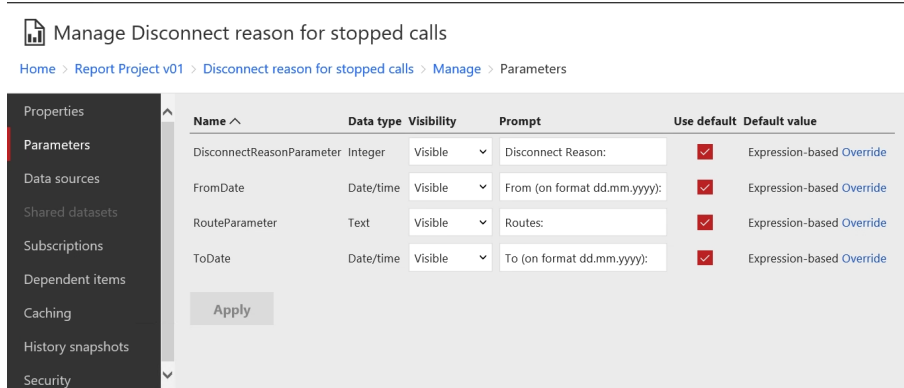 Manage Disconnect reason for stopped calls
Home > Report Project v01 > Disconnect reason for stopped calls > Manage > Parameters
Properties
Parameters
Data sources
Shared datasets
Subscriptions
Dependent items
Caching
History snapshots
Security
Name Data type Visibility Prompt Use default Default value
DisconnectReasonParameter Integer Visible Disconnect Reason: Expression-based Override
FromDate Date/time Visible From (on format dd.mm.yyyy): Expression-based Override
RouteParameter Text Visible Routes: Expression-based Override
ToDate Date/time Visible To (on format dd.mm.yyyy): Expression-based Override
Apply